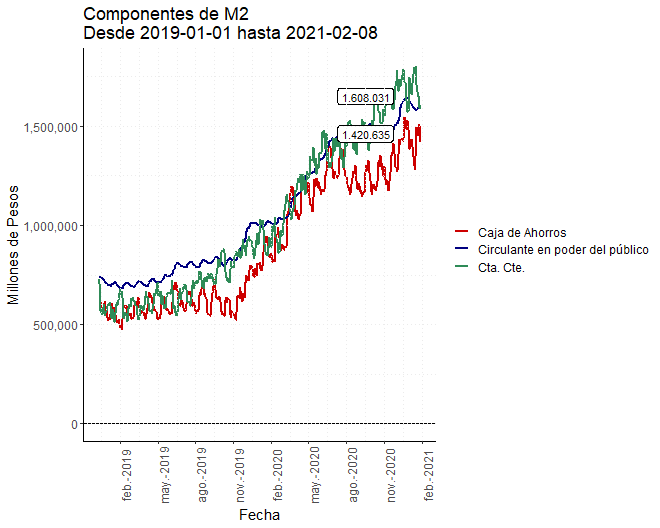 Componentes de M2
Desde 2019-01-01 hasta 2021-02-08
Millones de Pesos
1,500,000
1,000,000
500,000
0
1.608.031
1.420.635
feb.-2019
may.-2019
ago.-2019
nov.-2019
feb.-2020
may.-2020
ago.-2020
nov.-2020
feb.-2021
Fecha
Caja de Ahorros
Circulante en poder del público
Cta. Cte.